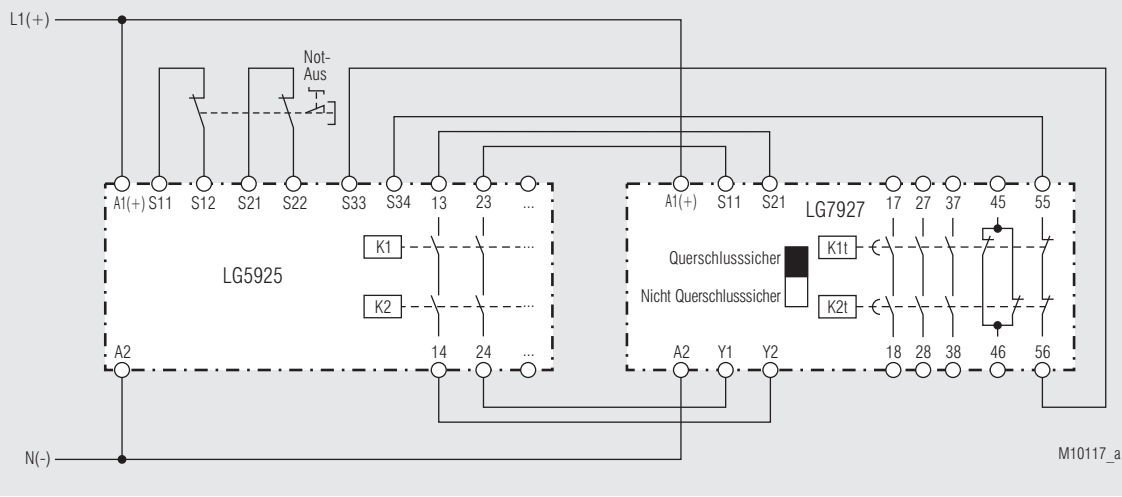 L1(+)
Not-
Aus
A1(+) S11 S12 S21 S22 S33 S34 13 23 ...
A1(+) S11 S21 LG7927 17 27 37 45 55
K1 ...
K1t
LG5925
Querschlusssicher
Nicht Querschlusssicher
K2 ...
K2t
A2 14 24 ...
A2 Y1 Y2 18 28 38 46 56
N(-)
M10117_a